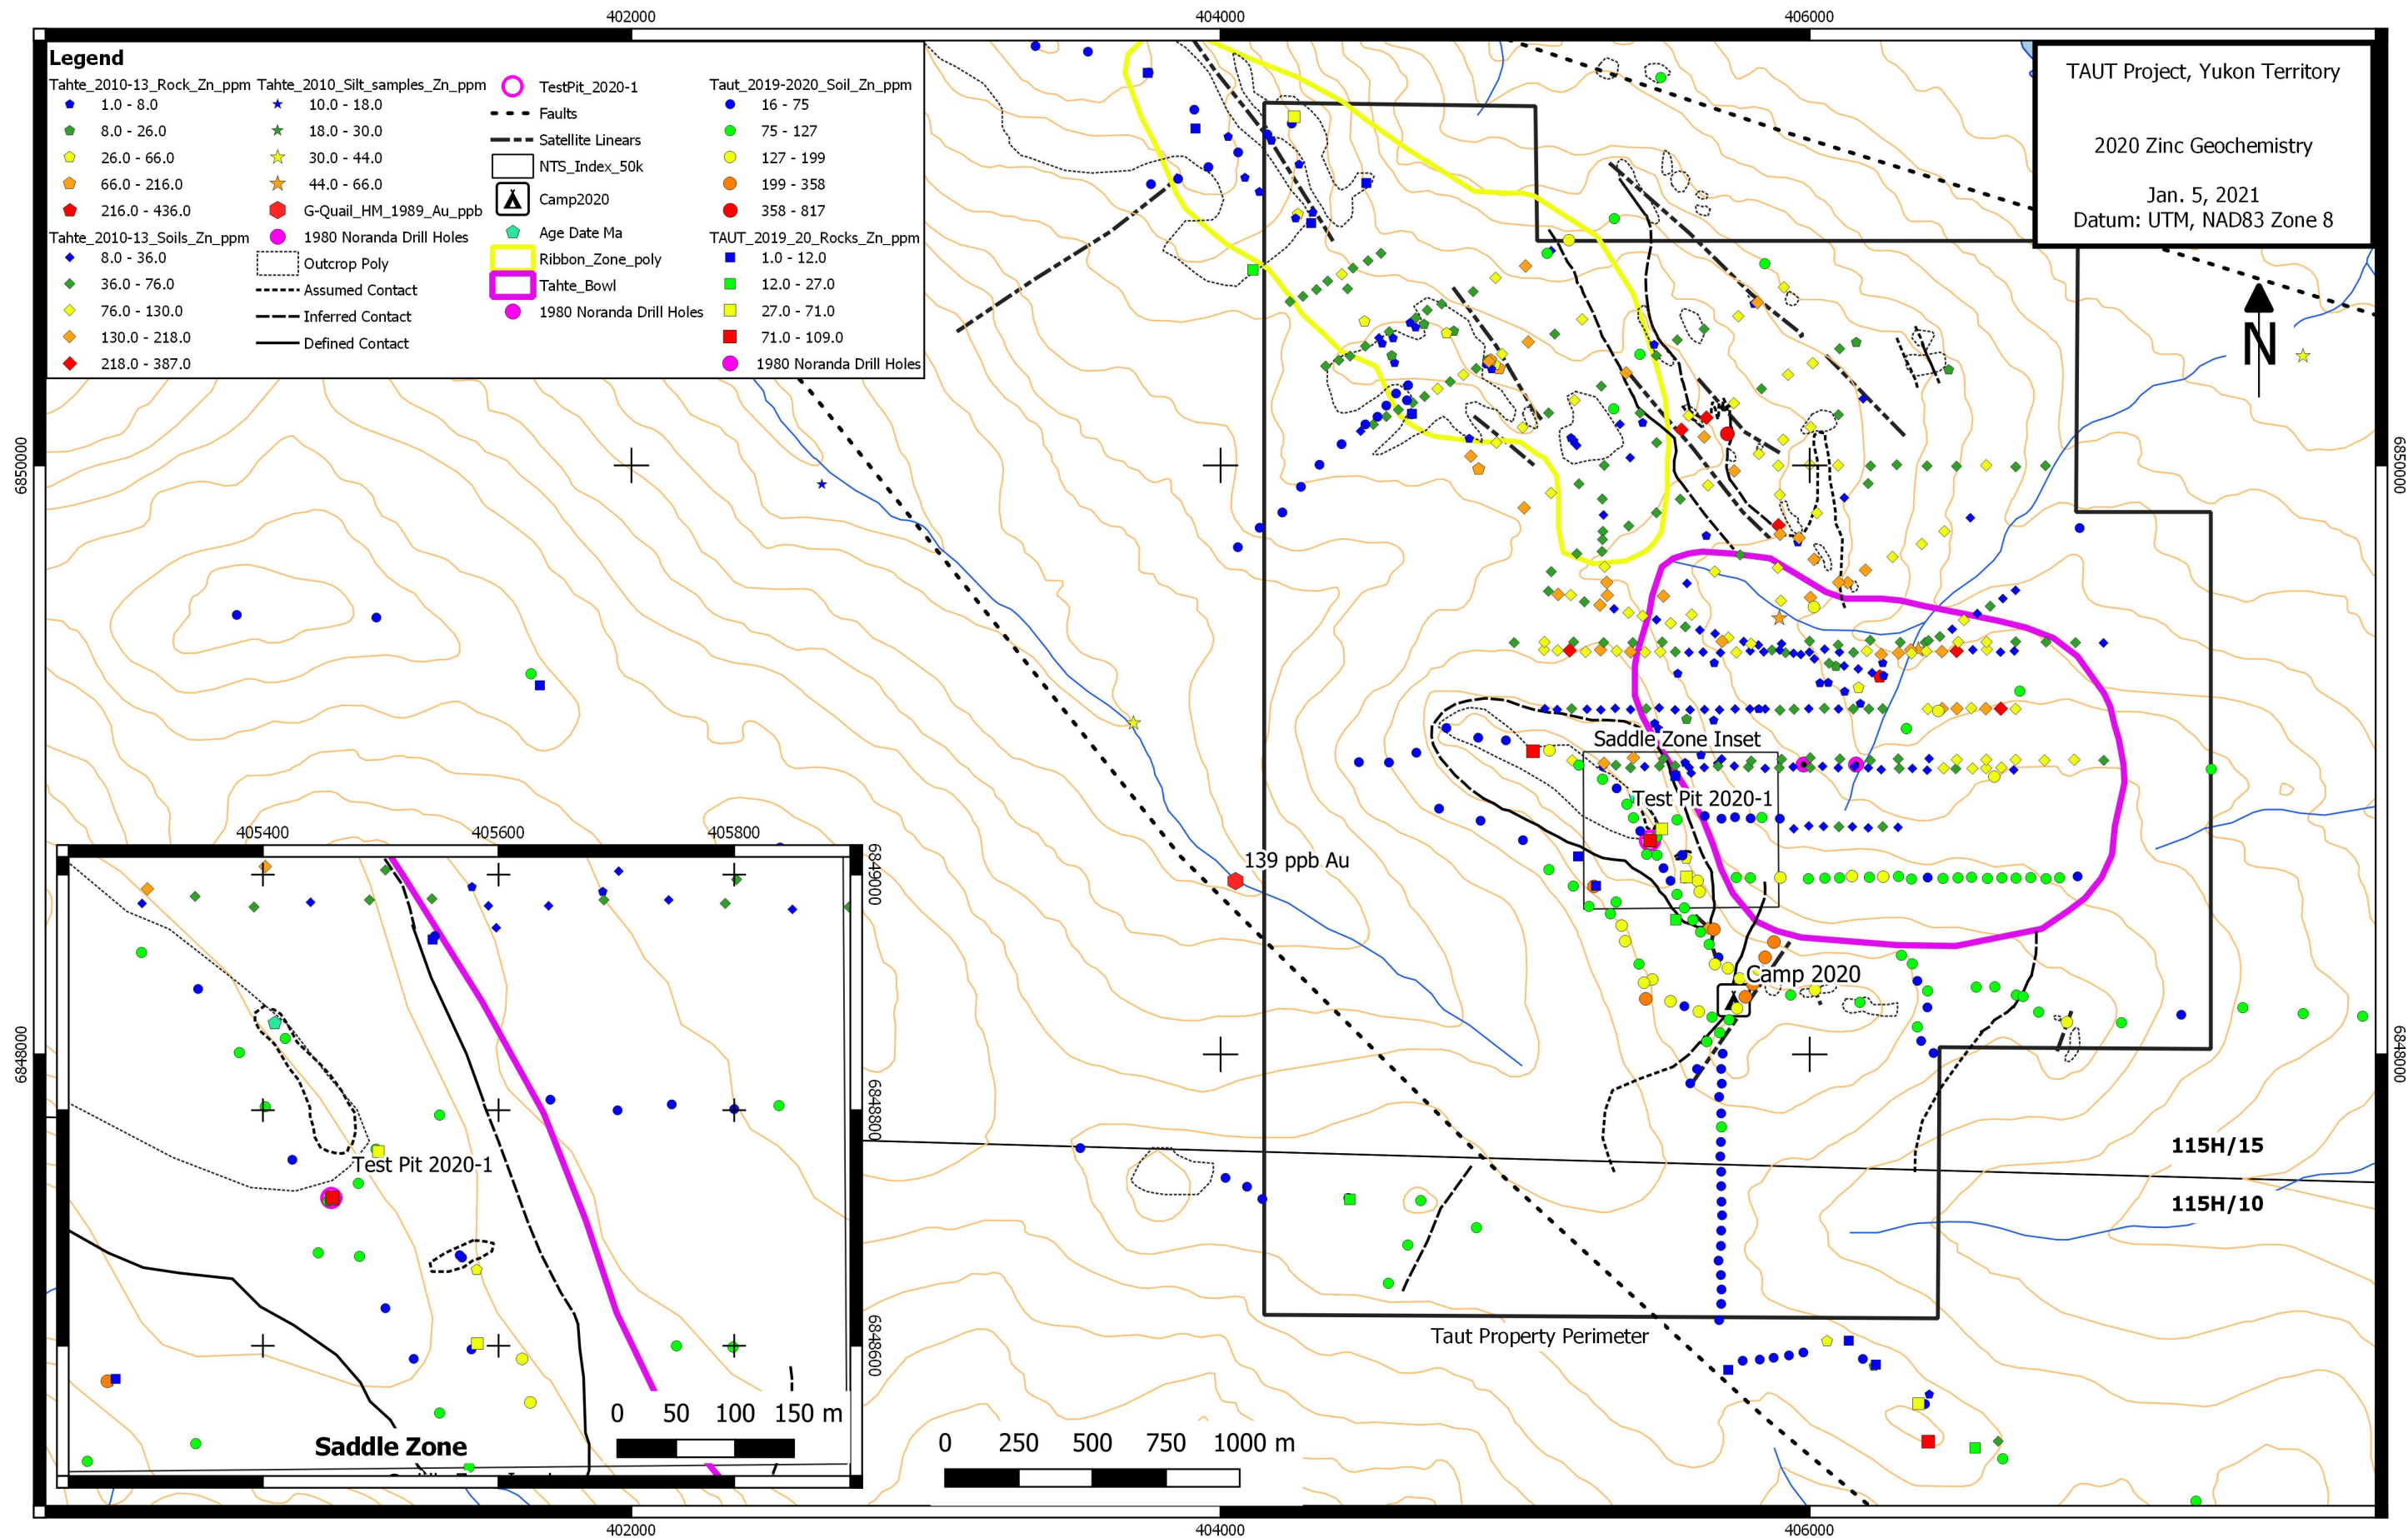 402000
404000
406000
Legend
Tahte_2010-13_Rock_Zn_ppm
1.0 - 8.0
8.0 - 26.0
26.0 - 66.0
66.0 - 216.0
216.0 - 436.0
Tahte_2010-13_Soils_Zn_ppm
8.0 - 36.0
36.0 - 76.0
76.0 - 130.0
130.0 - 218.0
218.0 - 387.0
Tahte_2010_Silt_samples_Zn_ppm
10.0 - 18.0
18.0 - 30.0
30.0 - 44.0
44.0 - 66.0
G-Quail_HM_1989_Au_ppb
1980 Noranda Drill Holes
Outcrop Poly
Assumed Contact
Inferred Contact
Defined Contact
TestPit_2020-1
Faults
Satellite Linears
NTS_Index_50k
Camp2020
Age Date Ma
Ribbon_Zone_poly
Tahte_Bowl
1980 Noranda Drill Holes
Taut_2019-2020_Soil_Zn_ppm
16 - 75
75 - 127
127 - 199
199 - 358
358 - 817
TAUT_2019_20_Rocks_Zn_ppm
1.0 - 12.0
12.0 - 27.0
27.0 - 71.0
71.0 - 109.0
1980 Noranda Drill Holes
TAUT Project, Yukon Territory
2020 Zinc Geochemistry
Jan. 5, 2021
Datum: UTM, NAD83 Zone 8
N
6850000
6850000
Saddle Zone Inset
Test Pit 2020-1
139 ppb Au
Camp 2020
6848000
6848000
115H/15
115H/10
Taut Property Perimeter
405400
405600
405800
6849000
6848800
6848600
Test Pit 2020-1
Saddle Zone
0 50 100 150 m
0 250 500 750 1000 m
402000
404000
406000